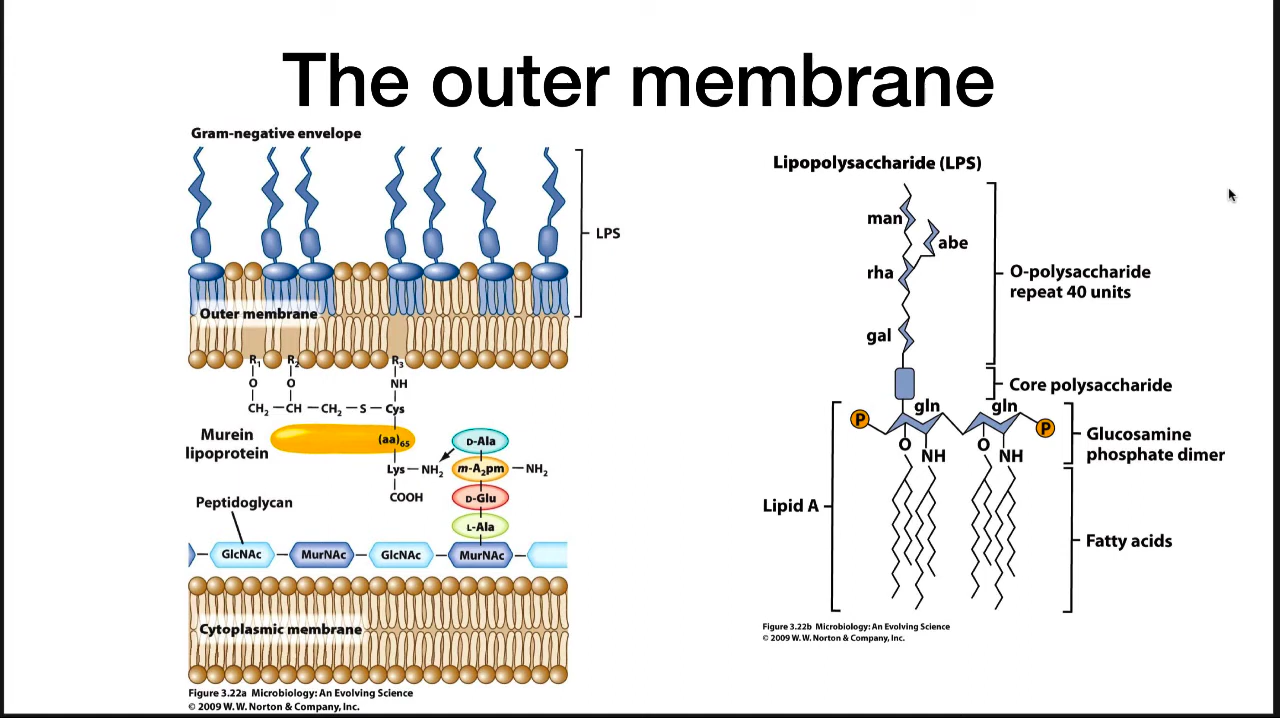 The outer membrane
Gram-negative envelope
LPS
Outer membrane
R1 R2 R3
O O NH
CH2 — CH — CH2 — S — Cys
Murein
lipoprotein
(aa)65
D-Ala
Lys — NH2
m-A2pm — NH2
COOH
D-Glu
Peptidoglycan
L-Ala
GlcNAc MurNAc GlcNAc MurNAc
Cytoplasmic membrane
Figure 3.22a Microbiology: An Evolving Science
© 2009 W. W. Norton & Company, Inc.
Lipopolysaccharide (LPS)
man
abe
rha
O-polysaccharide
repeat 40 units
gal
Core polysaccharide
gln gln
P P
O NH O NH
Glucosamine
phosphate dimer
Lipid A
Fatty acids
Figure 3.22b Microbiology: An Evolving Science
© 2009 W. W. Norton & Company, Inc.